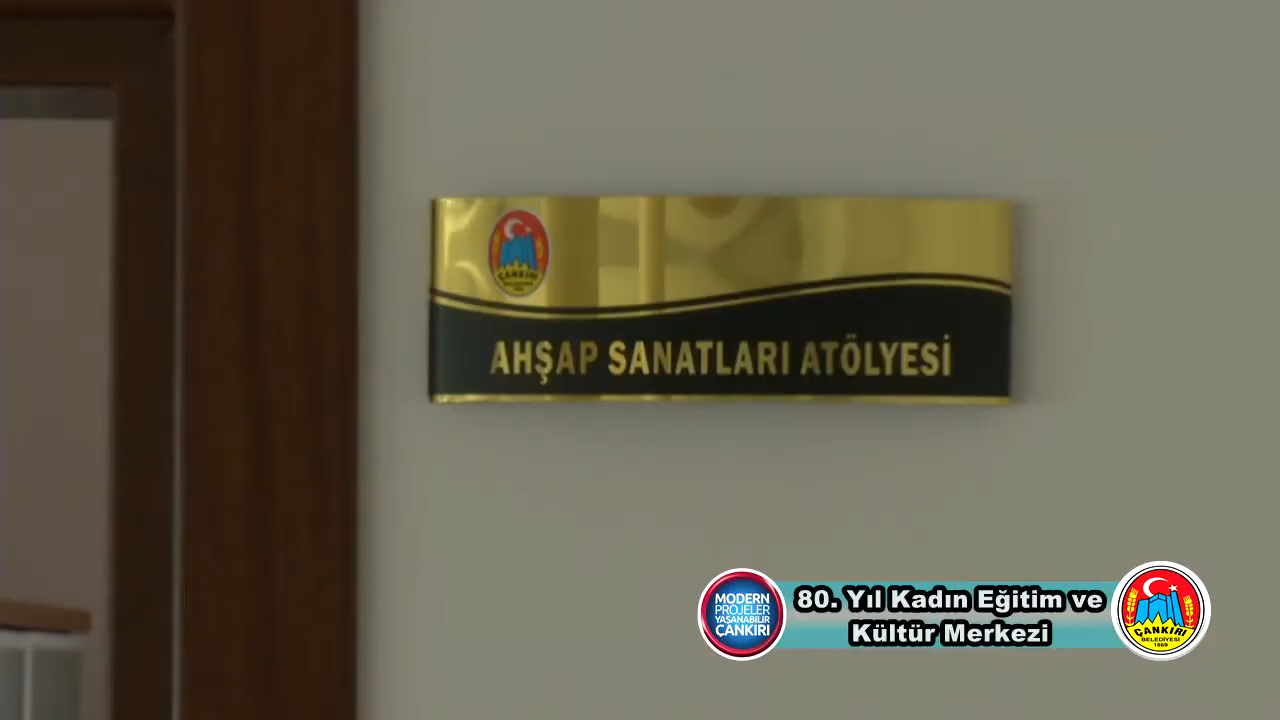 ÇANKIRI
AHŞAP SANATLARI ATÖLYESİ
MODERN
PROJELER
YAŞANABİLİR
ÇANKIRI
80. Yıl Kadın Eğitim ve
Kültür Merkezi
ÇANKIRI
BELEDİYESİ
1869